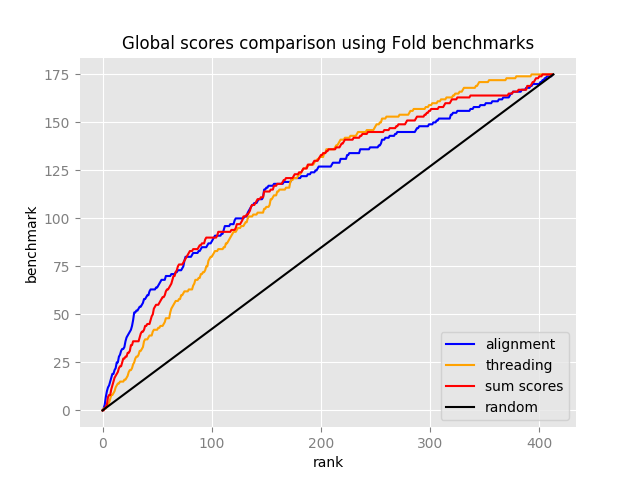 Global scores comparison using Fold benchmarks
175
150
125
100
75
50
25
0
benchmark
0 100 200 300 400
rank
alignment
threading
sum scores
random